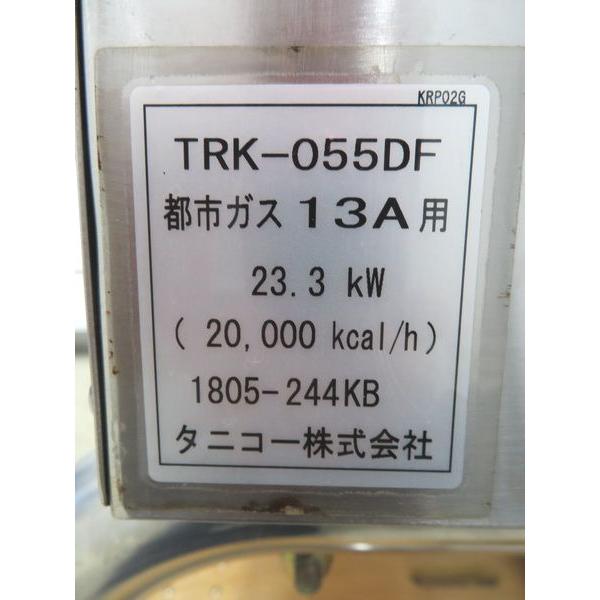 KRP02G
TRK-055DF
都市ガス 13A用
23.3 kW
( 20,000 kcal/h)
1805-244KB
タニコー株式会社